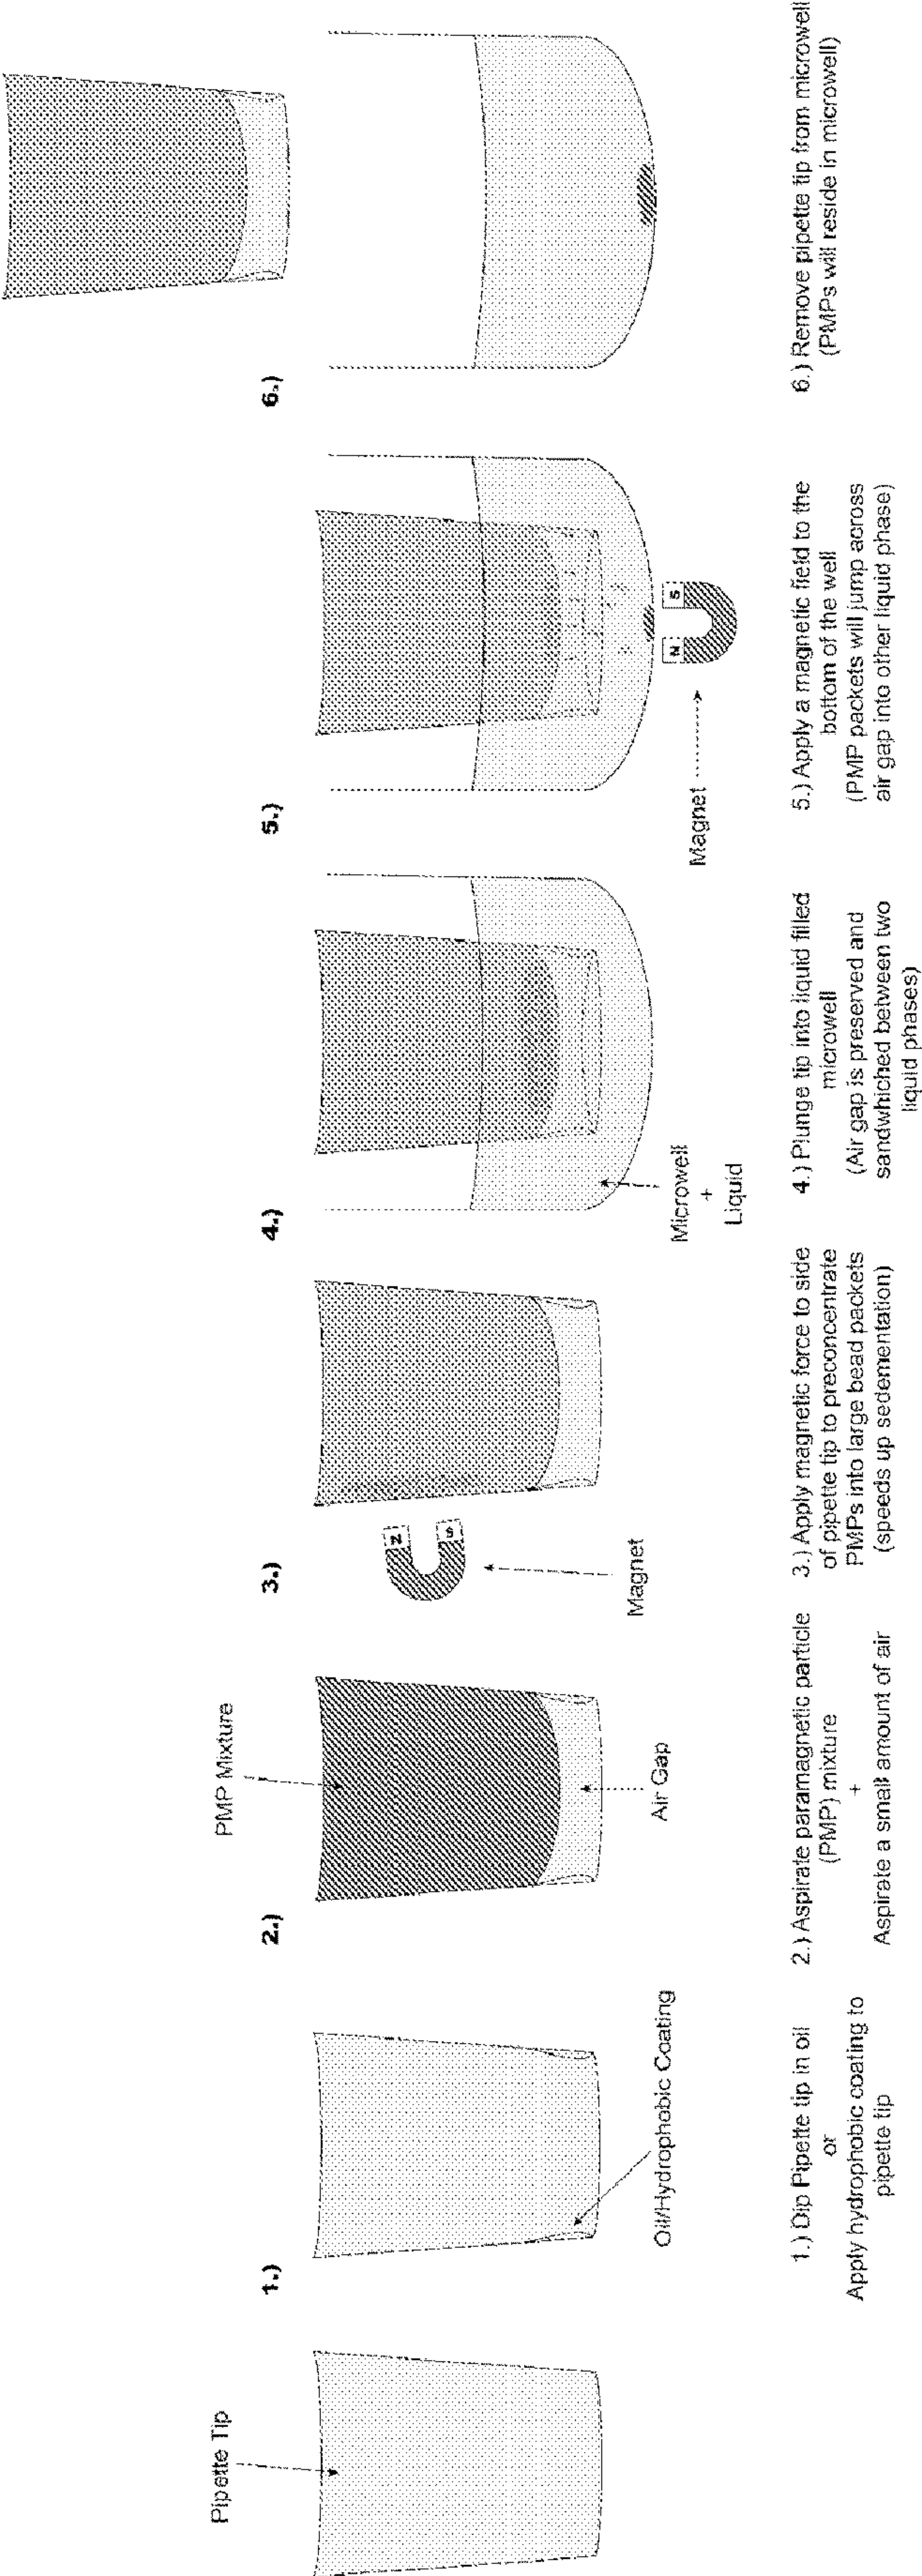 Pipette Tip
1.)
Oil/Hydrophobic Coating
1.) Dip Pipette tip in oil
or
Apply hydrophobic coating to
pipette tip
2.)
PMP Mixture
Air Gap
2.) Aspirate paramagnetic particle
(PMP) mixture
+
Aspirate a small amount of air
3.)
N
S
Magnet
3.) Apply magnetic force to side
of pipette tip to preconcentrate
PMPs into large bead packets
(speeds up sedementation)
4.)
Microwell
+
Liquid
4.) Plunge tip into liquid filled
microwell
(Air gap is preserved and
sandwhiched between two
liquid phases)
5.)
N
S
Magnet
5.) Apply a magnetic field to the
bottom of the well
(PMP packets will jump across
air gap into other liquid phase)
6.)
6.) Remove pipette tip from microwell
(PMPs will reside in microwell)